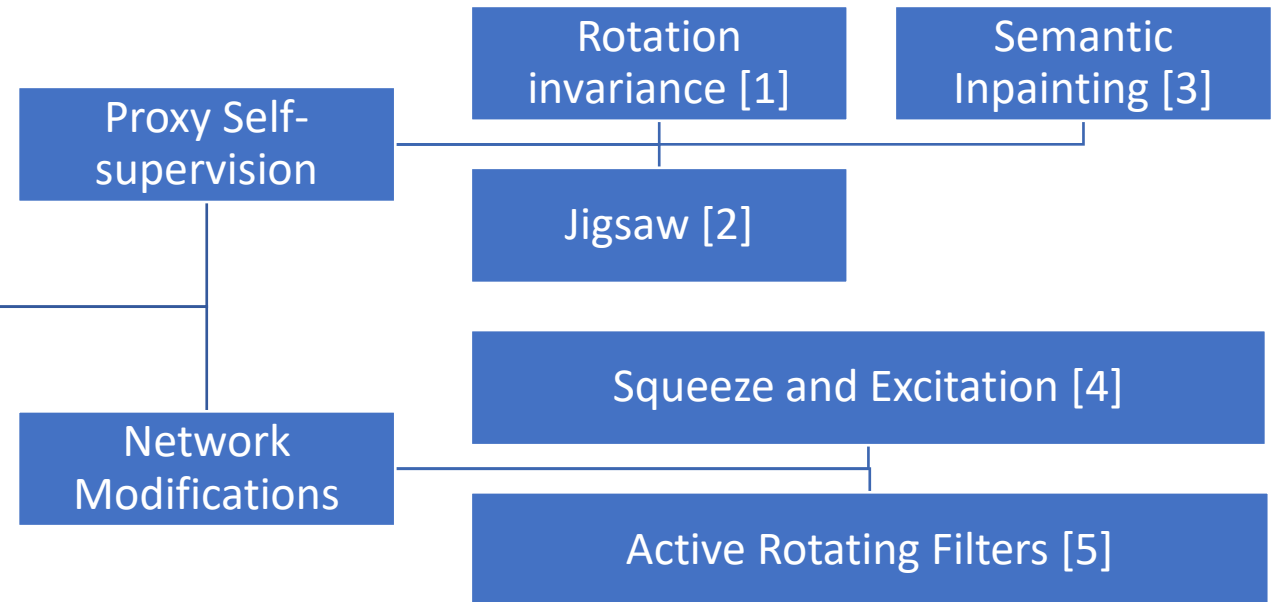 Rotation
invariance [1]
Semantic
Inpainting [3]
Proxy Self-
supervision
Jigsaw [2]
Squeeze and Excitation [4]
Network
Modifications
Active Rotating Filters [5]